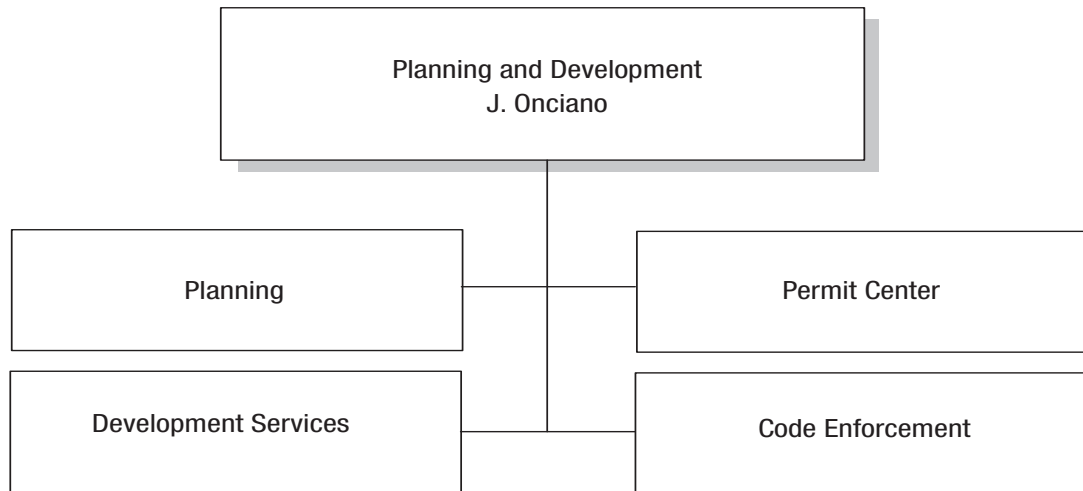 Planning and Development
J. Onciano
Planning
Permit Center
Development Services
Code Enforcement